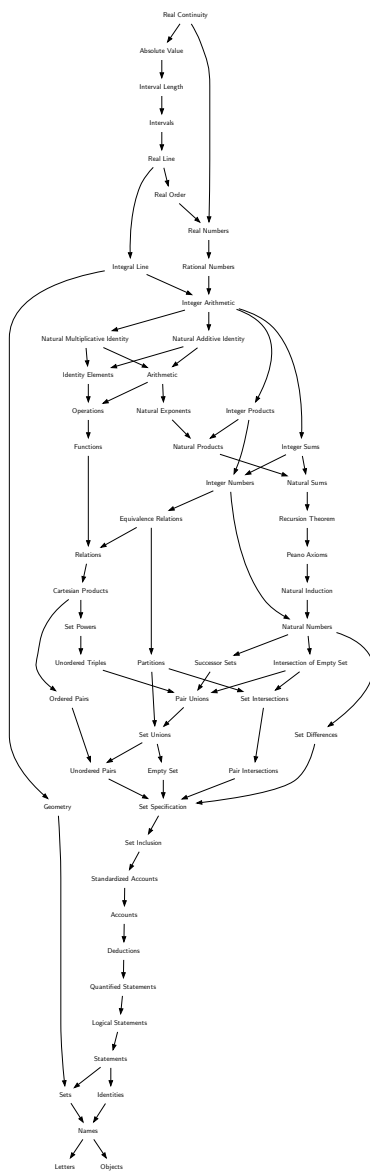 Real Continuity
Absolute Value
Interval Length
Intervals
Real Line
Real Order
Real Numbers
Integral Line
Rational Numbers
Integer Arithmetic
Natural Multiplicative Identity
Natural Additive Identity
Identity Elements
Arithmetic
Operations
Natural Exponents
Integer Products
Functions
Natural Products
Integer Sums
Integer Numbers
Natural Sums
Equivalence Relations
Recursion Theorem
Relations
Peano Axioms
Cartesian Products
Natural Induction
Set Powers
Natural Numbers
Unordered Triples
Partitions
Successor Sets
Intersection of Empty Set
Ordered Pairs
Pair Unions
Set Intersections
Set Unions
Set Differences
Unordered Pairs
Empty Set
Pair Intersections
Geometry
Set Specification
Set Inclusion
Standardized Accounts
Accounts
Deductions
Quantified Statements
Logical Statements
Statements
Sets
Identities
Names
Letters
Objects